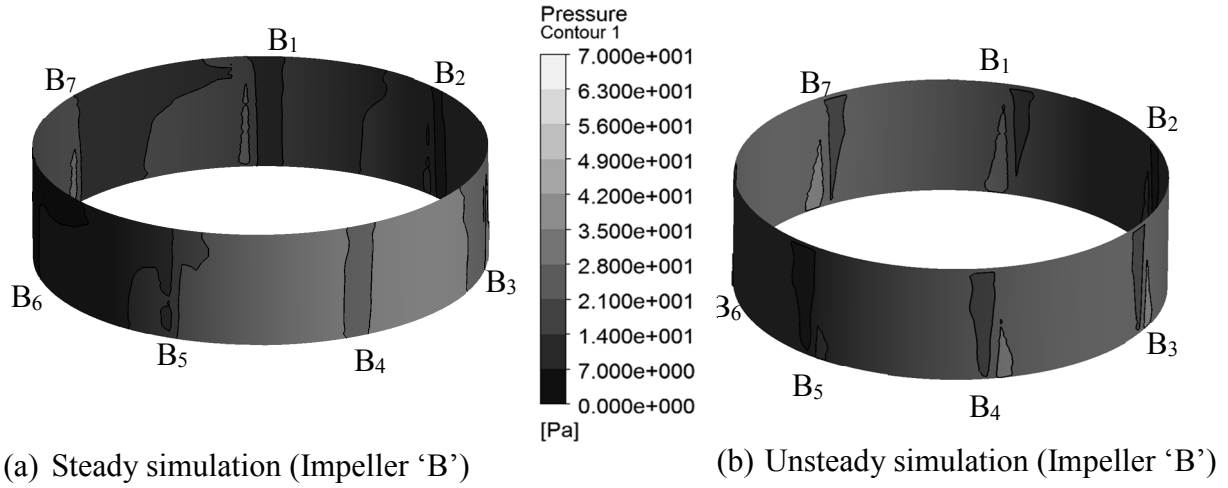 B₁
B₂
B₃
B₄
B₅
B₆
B₇
(a) Steady simulation (Impeller ‘B’)
Pressure
Contour 1
7.000e+001
6.300e+001
5.600e+001
4.900e+001
4.200e+001
3.500e+001
2.800e+001
2.100e+001
1.400e+001
7.000e+000
0.000e+000
[Pa]
B₁
B₂
B₃
B₄
B₅
B₆
B₇
(b) Unsteady simulation (Impeller ‘B’)